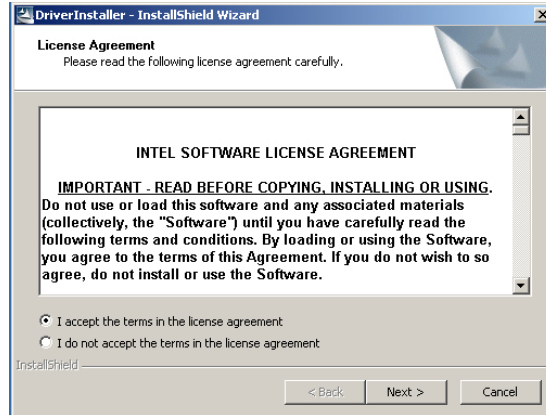 DriverInstaller - InstallShield Wizard
License Agreement
Please read the following license agreement carefully.
INTEL SOFTWARE LICENSE AGREEMENT
IMPORTANT - READ BEFORE COPYING, INSTALLING OR USING.
Do not use or load this software and any associated materials
(collectively, the "Software") until you have carefully read the
following terms and conditions. By loading or using the Software,
you agree to the terms of this Agreement. If you do not wish to so
agree, do not install or use the Software.
I accept the terms in the license agreement
I do not accept the terms in the license agreement
InstallShield
< Back Next > Cancel